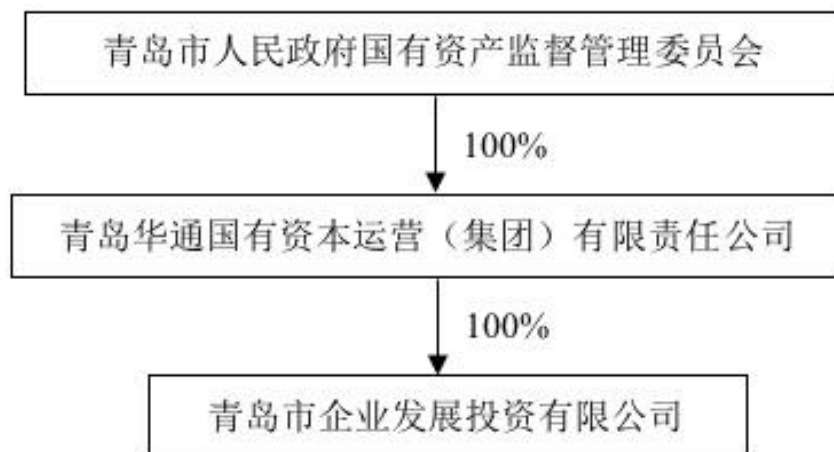 青岛市人民政府国有资产监督管理委员会
100%
青岛华通国有资本运营（集团）有限责任公司
100%
青岛市企业发展投资有限公司